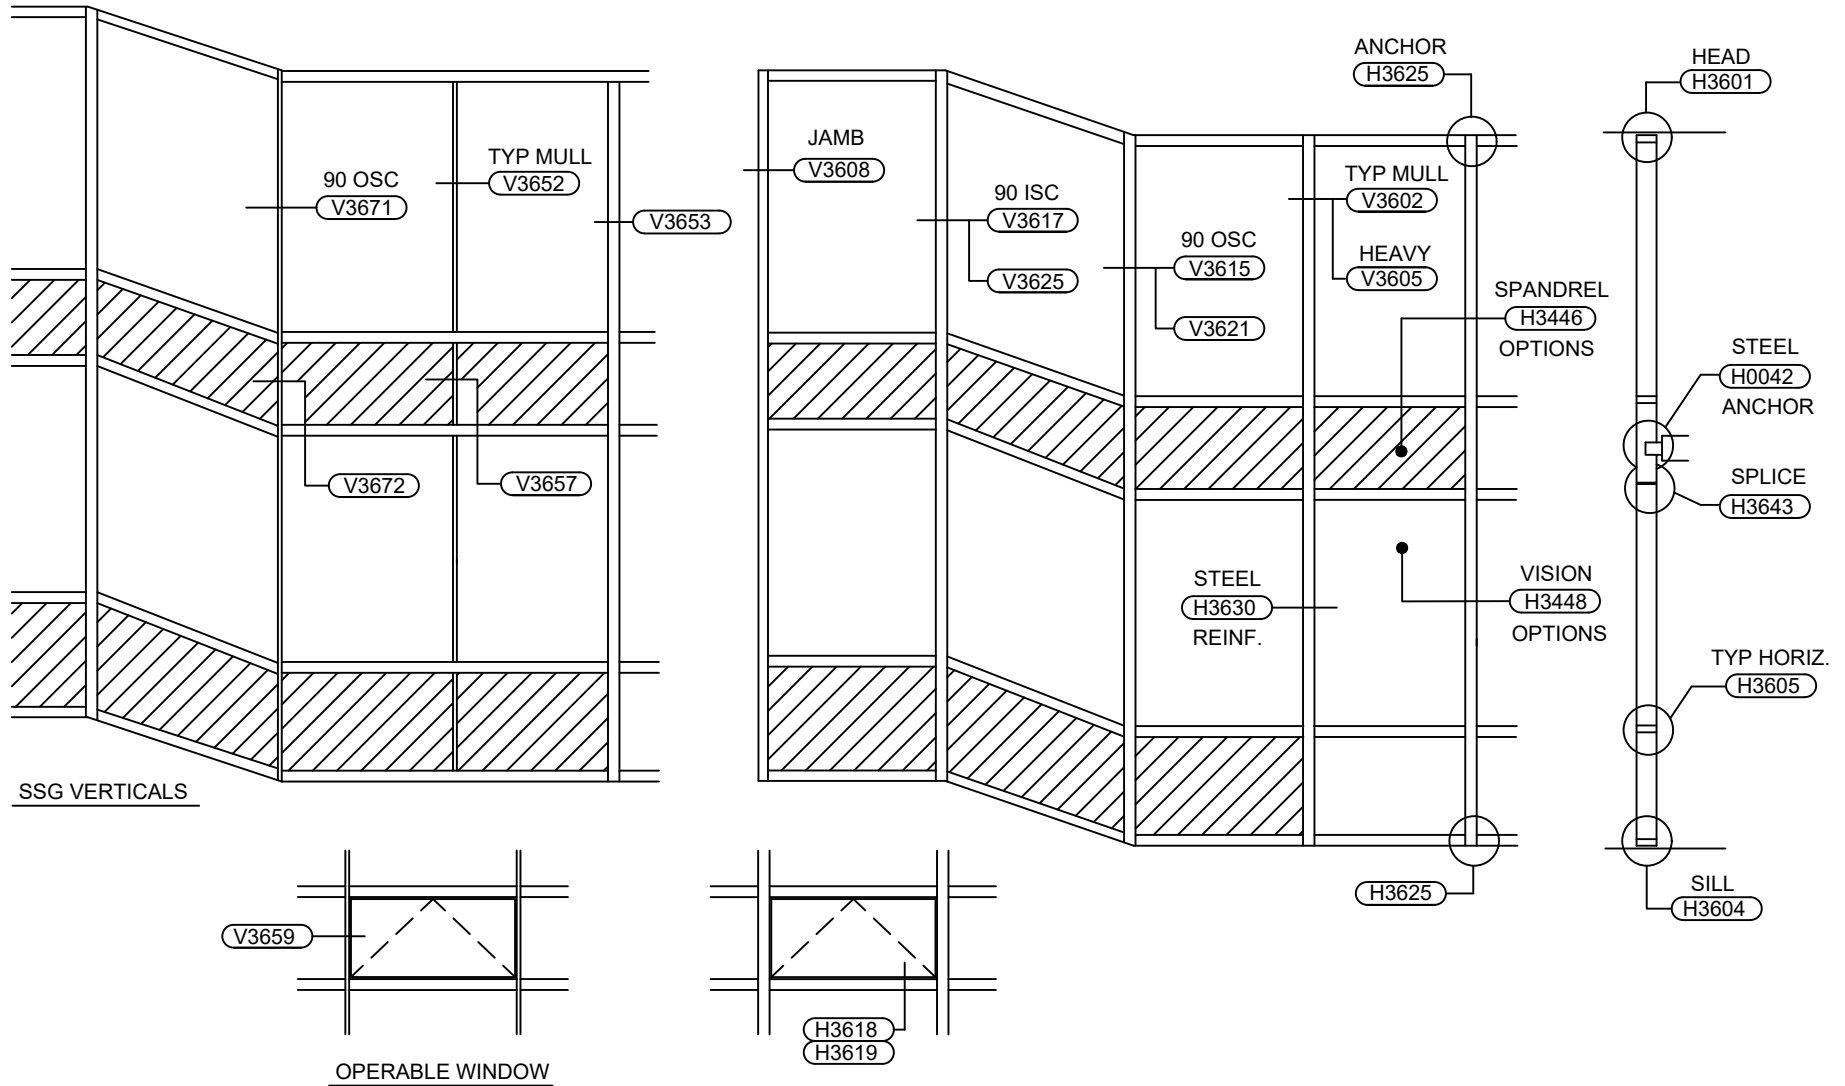 90 OSC
V3671
TYP MULL
V3652
V3653
V3672
V3657
SSG VERTICALS
JAMB
V3608
90 ISC
V3617
V3625
90 OSC
V3615
V3621
ANCHOR
H3625
TYP MULL
V3602
HEAVY
V3605
SPANDREL
H3446
OPTIONS
STEEL
H3630
REINF.
VISION
H3448
OPTIONS
H3625
HEAD
H3601
STEEL
H0042
ANCHOR
SPLICE
H3643
TYP HORIZ.
H3605
SILL
H3604
V3659
H3618
H3619
OPERABLE WINDOW